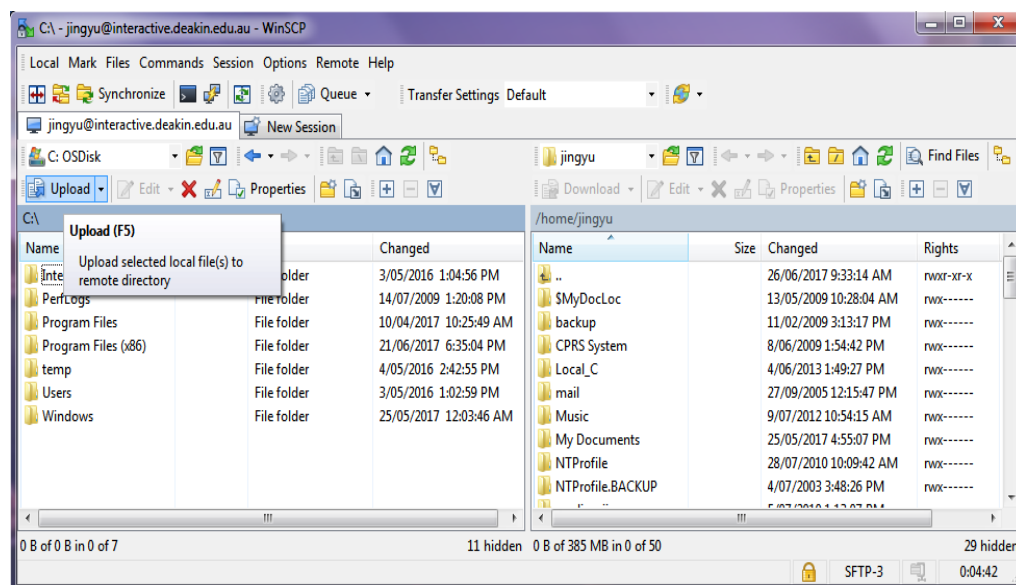 C:\ - jingyu@interactive.deakin.edu.au - WinSCP
Local Mark Files Commands Session Options Remote Help
Synchronize Queue Transfer Settings Default
jingyu@interactive.deakin.edu.au New Session
C: OSDisk jingyu Find Files
Upload Edit Properties Download Edit Properties
C:\ /home/jingyu
Upload (F5)
Upload selected local file(s) to
remote directory
Name Changed Name Size Changed Rights
Inte older 3/05/2016 1:04:56 PM .. 26/06/2017 9:33:14 AM rwxr-xr-x
PerfLogs File folder 14/07/2009 1:20:08 PM $MyDocLoc 13/05/2009 10:28:04 AM rwx------
Program Files File folder 10/04/2017 10:25:49 AM backup 11/02/2009 3:13:17 PM rwx------
Program Files (x86) File folder 21/06/2017 6:35:04 PM CPRS System 8/06/2009 1:54:42 PM rwx------
temp File folder 4/05/2016 2:42:55 PM Local_C 4/06/2013 1:49:27 PM rwx------
Users File folder 3/05/2016 1:02:59 PM mail 27/09/2005 12:15:47 PM rwx------
Windows File folder 25/05/2017 12:03:46 AM Music 9/07/2012 10:54:15 AM rwx------
My Documents 25/05/2017 4:55:07 PM rwx------
NTProfile 28/07/2010 10:09:42 AM rwx------
NTProfile.BACKUP 4/07/2003 3:48:26 PM rwx------
0 B of 0 B in 0 of 7 11 hidden 0 B of 385 MB in 0 of 50 29 hidden
SFTP-3 0:04:42